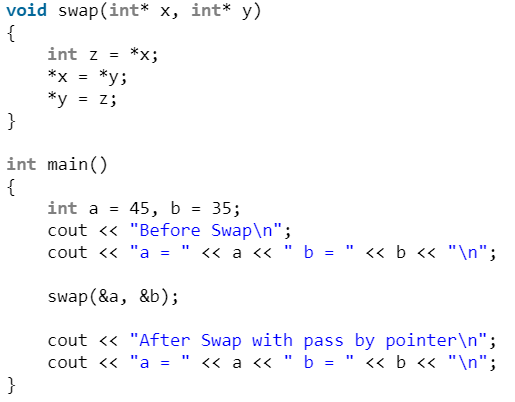 void swap(int* x, int* y)
{
    int z = *x;
    *x = *y;
    *y = z;
}

int main()
{
    int a = 45, b = 35;
    cout << "Before Swap\n";
    cout << "a = " << a << " b = " << b << "\n";

    swap(&a, &b);

    cout << "After Swap with pass by pointer\n";
    cout << "a = " << a << " b = " << b << "\n";
}